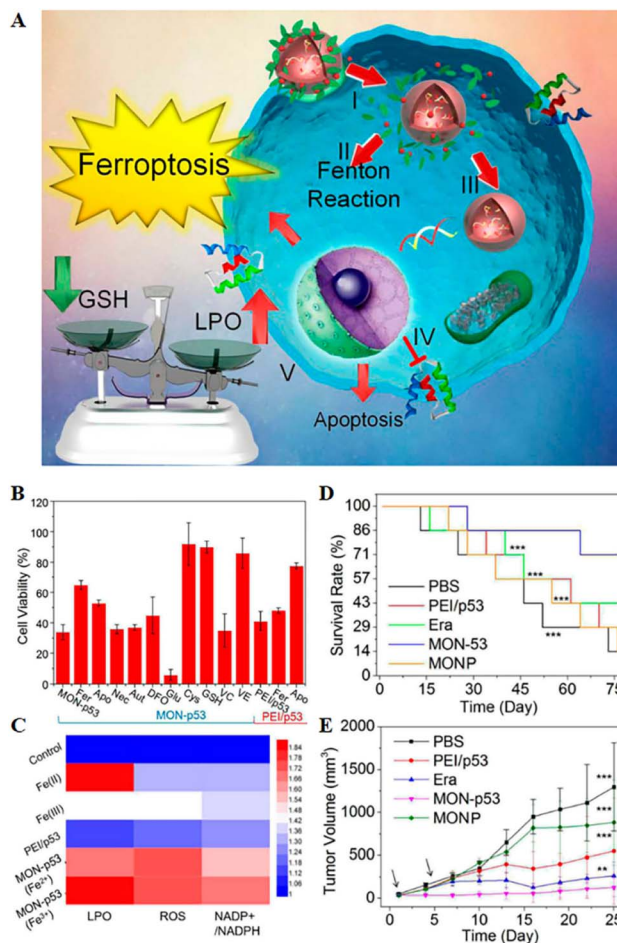 A
I
II
Fenton
Reaction
III
Ferroptosis
GSH
LPO
IV
V
Apoptosis
B
Cell Viability (%)
120
100
80
60
40
20
0
MON-p53
Fer
Apo
Nec
Aut
DFO
Glu
Cys
GSH
VC
VE
PEI/p53
Fer
Apo
MON-p53
PEI/p53
C
Control
Fe(II)
Fe(III)
PEI/p53
MON-p53
(Fe²⁺)
MON-p53
(Fe³⁺)
LPO
ROS
NADP+
/NADPH
1.84
1.78
1.72
1.66
1.6
1.54
1.48
1.42
1.36
1.3
1.24
1.18
1.12
1.06
1
D
Survival Rate (%)
100
86
71
57
43
29
14
0
PBS
PEI/p53
Era
MON-53
MONP
***
***
***
***
0
15
30
45
60
75
Time (Day)
E
Tumor Volume (mm³)
2000
1500
1000
500
0
PBS
PEI/p53
Era
MON-p53
MONP
***
***
***
**
0
5
10
15
20
25
Time (Day)